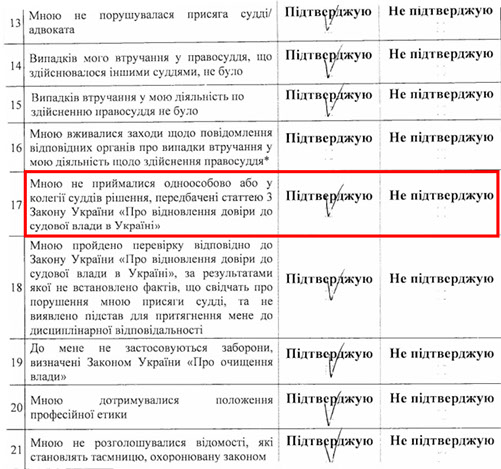 13 Мною не порушувалася присяга судді/ Підтверджую Не підтверджую
адвоката
14 Випадків мого втручання у правосуддя, що Підтверджую Не підтверджую
здійснювалося іншими суддями, не було
15 Випадків втручання у мою діяльність по Підтверджую Не підтверджую
здійсненню правосуддя не було
16 Мною вживалися заходи щодо повідомлення Підтверджую Не підтверджую
відповідних органів про випадки втручання у
у мою діяльність щодо здійснення правосуддя*
17 Мною не приймалися одноособово або у Підтверджую Не підтверджую
колегії суддів рішення, передбачені статтею 3
Закону України «Про відновлення довіри до
судової влади в Україні»
18 Мною пройдено перевірку відповідно до Підтверджую Не підтверджую
Закону України «Про відновлення довіри до
судової влади в Україні», за результатами
якої не встановлено фактів, що свідчать про
порушення мною присяги судді, та не
виявлено підстав для притягнення мене до
дисциплінарної відповідальності
19 До мене не застосовуються заборони, Підтверджую Не підтверджую
визначені Законом України «Про очищення
влади»
20 Мною дотримувалися положення Підтверджую Не підтверджую
професійної етики
21 Мною не розголошувалися відомості, які Підтверджую Не підтверджую
становлять таємницю, охоронювану законом